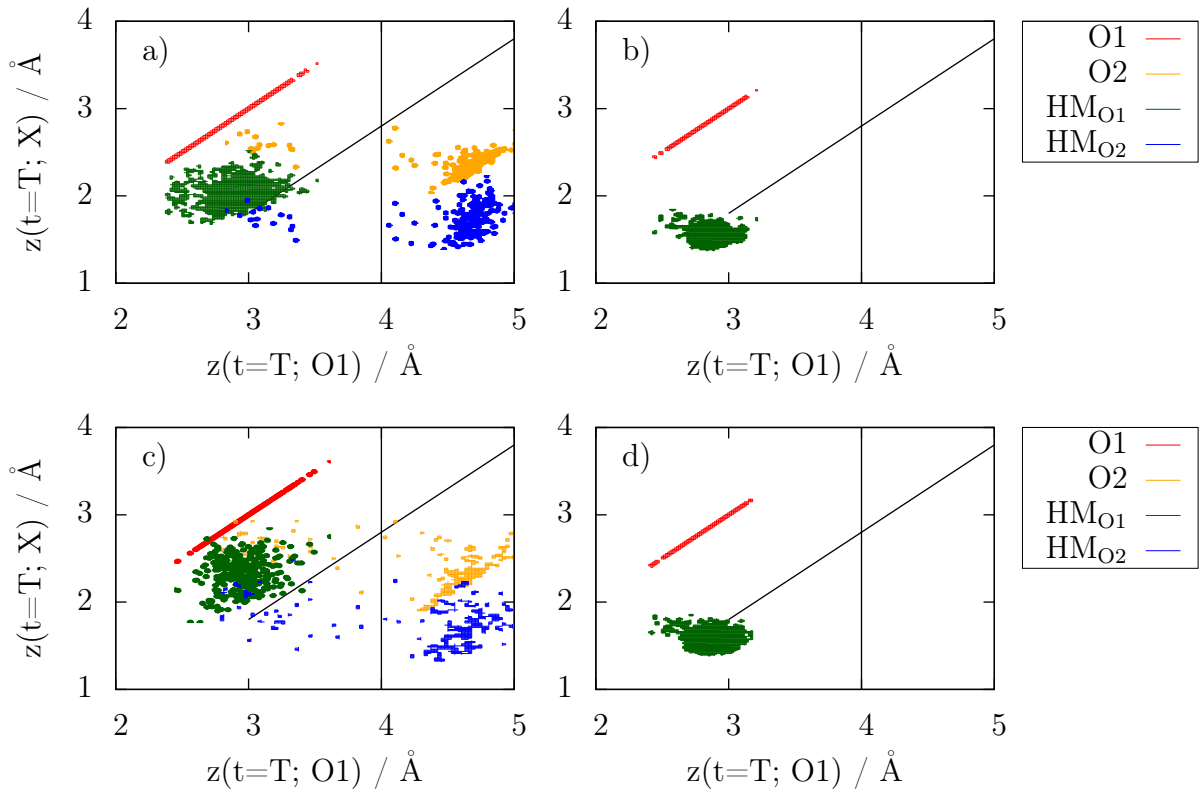 4
3
2
1
z(t=T; X) / Å
a)
2
3
4
5
z(t=T; O1) / Å
b)
2
3
4
5
z(t=T; O1) / Å
O1
O2
HM_O1
HM_O2
4
3
2
1
z(t=T; X) / Å
c)
2
3
4
5
z(t=T; O1) / Å
d)
2
3
4
5
z(t=T; O1) / Å
O1
O2
HM_O1
HM_O2
4
3
2
1
4
3
2
1